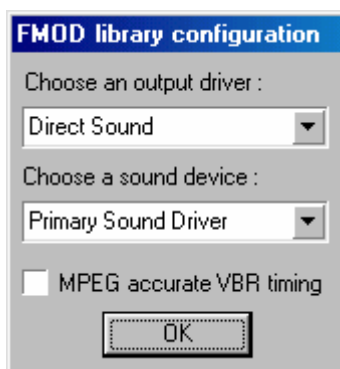 FMOD library configuration
Choose an output driver :
Direct Sound
Choose a sound device :
Primary Sound Driver
MPEG accurate VBR timing
OK